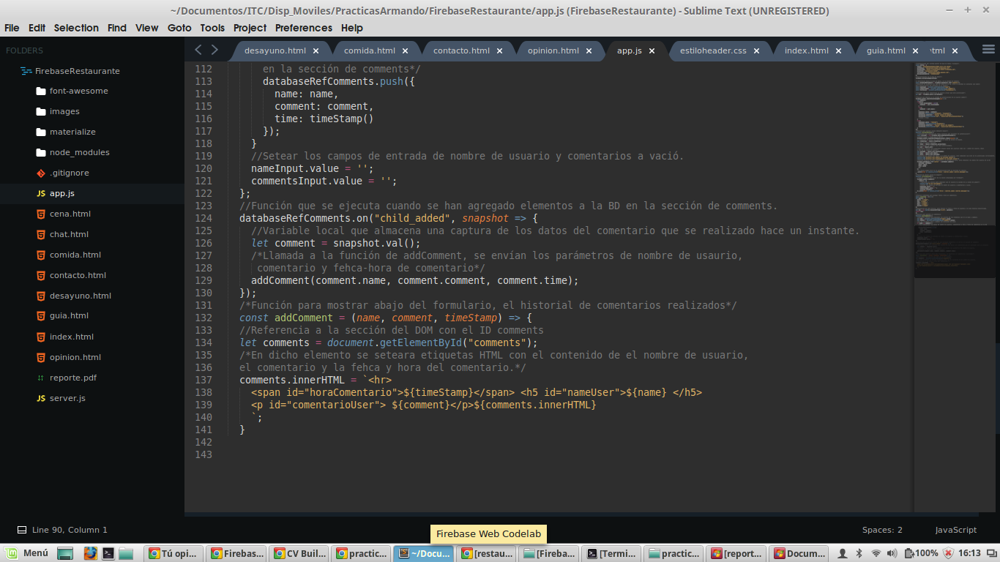 ~/Documentos/ITC/Disp_Moviles/PracticasArmando/FirebaseRestaurante/app.js (FirebaseRestaurante) - Sublime Text (UNREGISTERED)
File Edit Selection Find View Goto Tools Project Preferences Help
FOLDERS
FirebaseRestaurante
font-awesome
images
materialize
node_modules
.gitignore
JS app.js
cena.html
chat.html
comida.html
contacto.html
desayuno.html
guia.html
index.html
opinion.html
reporte.pdf
JS server.js
desayuno.html comida.html contacto.html opinion.html app.js estiloheader.css index.html guia.html :tml
112 en la sección de comments*/
113 databaseRefComments.push({
114 name: name,
115 comment: comment,
116 time: timeStamp()
117 });
118 }
119 //Setear los campos de entrada de nombre de usuario y comentarios a vació.
120 nameInput.value = '';
121 commentsInput.value = '';
122 };
123 //Función que se ejecuta cuando se han agregado elementos a la BD en la sección de comments.
124 databaseRefComments.on("child_added", snapshot => {
125 //Variable local que almacena una captura de los datos del comentario que se realizado hace un instante.
126 let comment = snapshot.val();
127 /*Llamada a la función de addComment, se envían los parámetros de nombre de usaurio,
128 comentario y fehca-hora de comentario*/
129 addComment(comment.name, comment.comment, comment.time);
130 });
131 /*Función para mostrar abajo del formulario, el historial de comentarios realizados*/
132 const addComment = (name, comment, timeStamp) => {
133 //Referencia a la sección del DOM con el ID comments
134 let comments = document.getElementById("comments");
135 /*En dicho elemento se seteara etiquetas HTML con el contenido de el nombre de usuario,
136 el comentario y la fehca y hora del comentario.*/
137 comments.innerHTML = `<hr>
138 <span id="horaComentario">${timeStamp}</span> <h5 id="nameUser">${name} </h5>
139 <p id="comentarioUser"> ${comment}</p>${comments.innerHTML}
140 `;
141 }
142
143
Line 90, Column 1
Spaces: 2
JavaScript
Firebase Web Codelab
Menú Tú opi... Firebas... CV Buil... practic... ~/Docu... [restau... [Fireba... [Termi... practic... [report... Docum... 100% 16:13